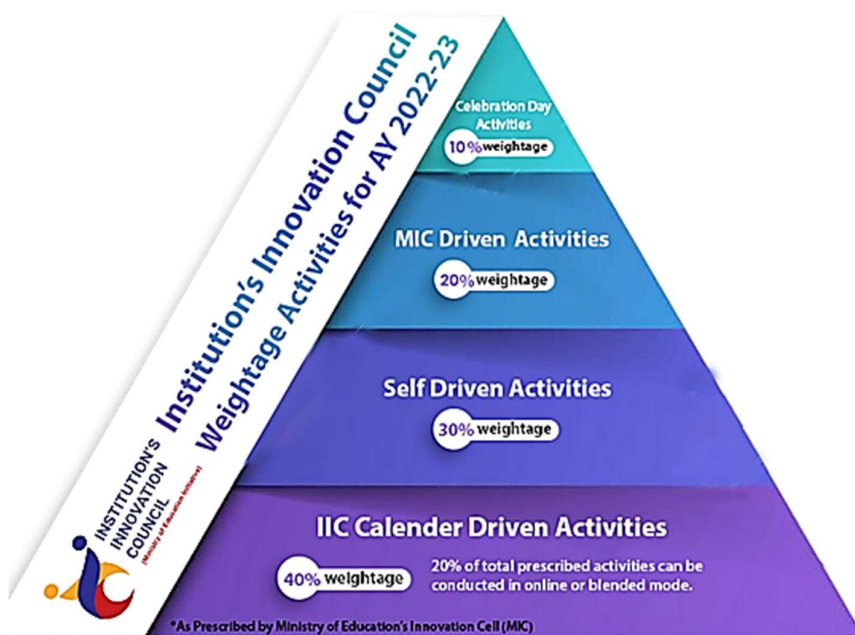 Institution's Innovation Council
Weightage Activities for AY 2022-23
INSTITUTION'S
INNOVATION
COUNCIL
(Ministry of Education Initiative)
Celebration Day
Activities
10% weightage
MIC Driven Activities
20% weightage
Self Driven Activities
30% weightage
IIC Calender Driven Activities
40% weightage
20% of total prescribed activities can be
conducted in online or blended mode.
*As Prescribed by Ministry of Education's Innovation Cell (MIC)